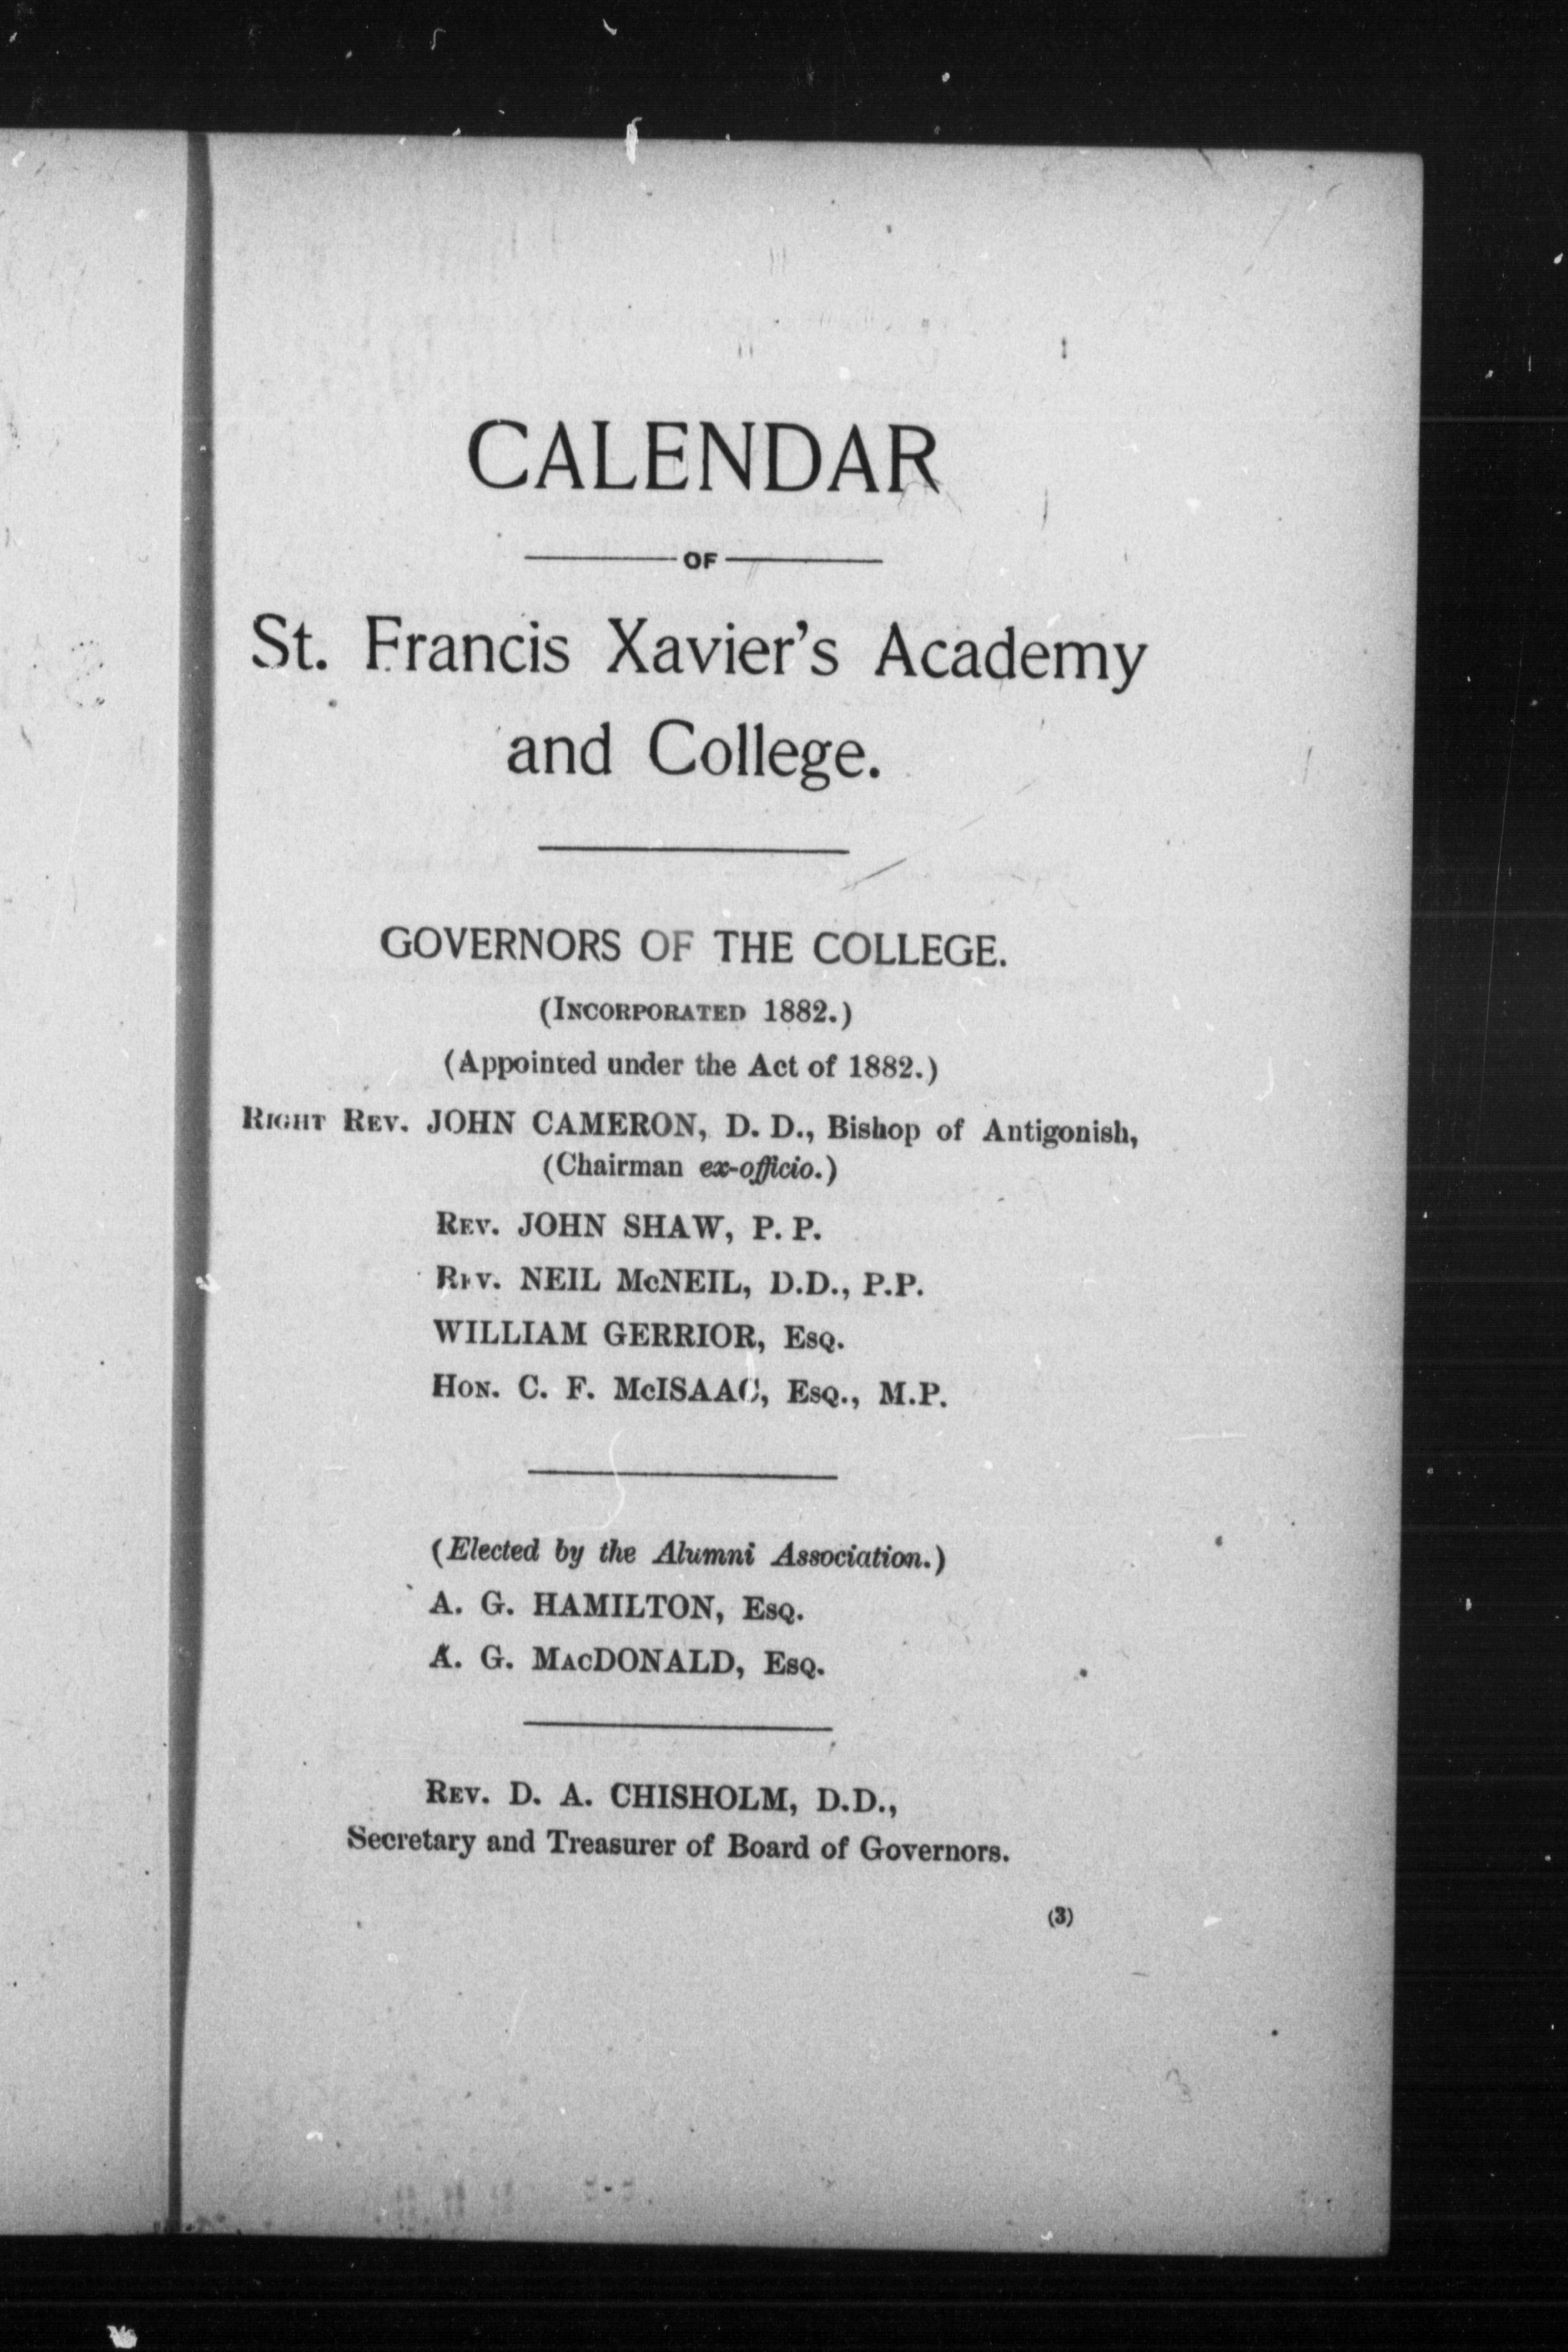 CALENDAR
OF
St. Francis Xavier's Academy
and College.
GOVERNORS OF THE COLLEGE.
(INCORPORATED 1882.)
(Appointed under the Act of 1882.)
RIGHT REV. JOHN CAMERON, D. D., Bishop of Antigonish,
(Chairman ex-officio.)
REV. JOHN SHAW, P. P.
REV. NEIL McNEIL, D.D., P.P.
WILLIAM GERRIOR, ESQ.
HON. C. F. McISAAC, ESQ., M.P.
(Elected by the Alumni Association.)
A. G. HAMILTON, ESQ.
A. G. MACDONALD, ESQ.
REV. D. A. CHISHOLM, D.D.,
Secretary and Treasurer of Board of Governors.
(3)
3